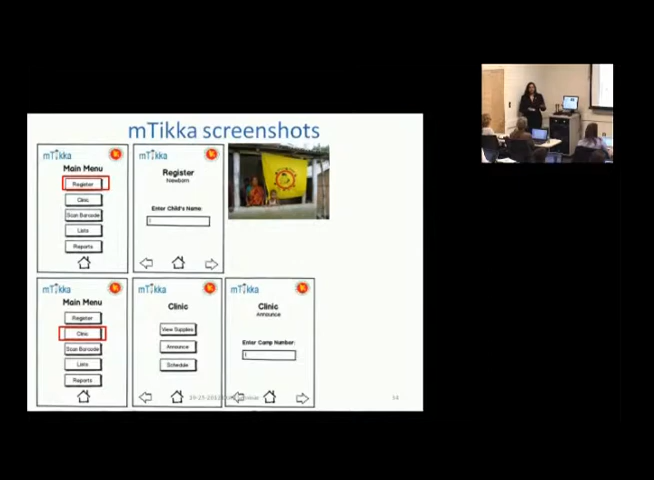 mTikka screenshots
mTikka
Main Menu
Register
Clinic
Scan Barcode
Lists
Reports
mTikka
Register
Newborn
Enter Child's Name:
mTikka
Main Menu
Register
Clinic
Scan Barcode
Lists
Reports
mTikka
Clinic
View Supplies
Announce
Schedule
mTikka
Clinic
Announce
Enter Camp Number: